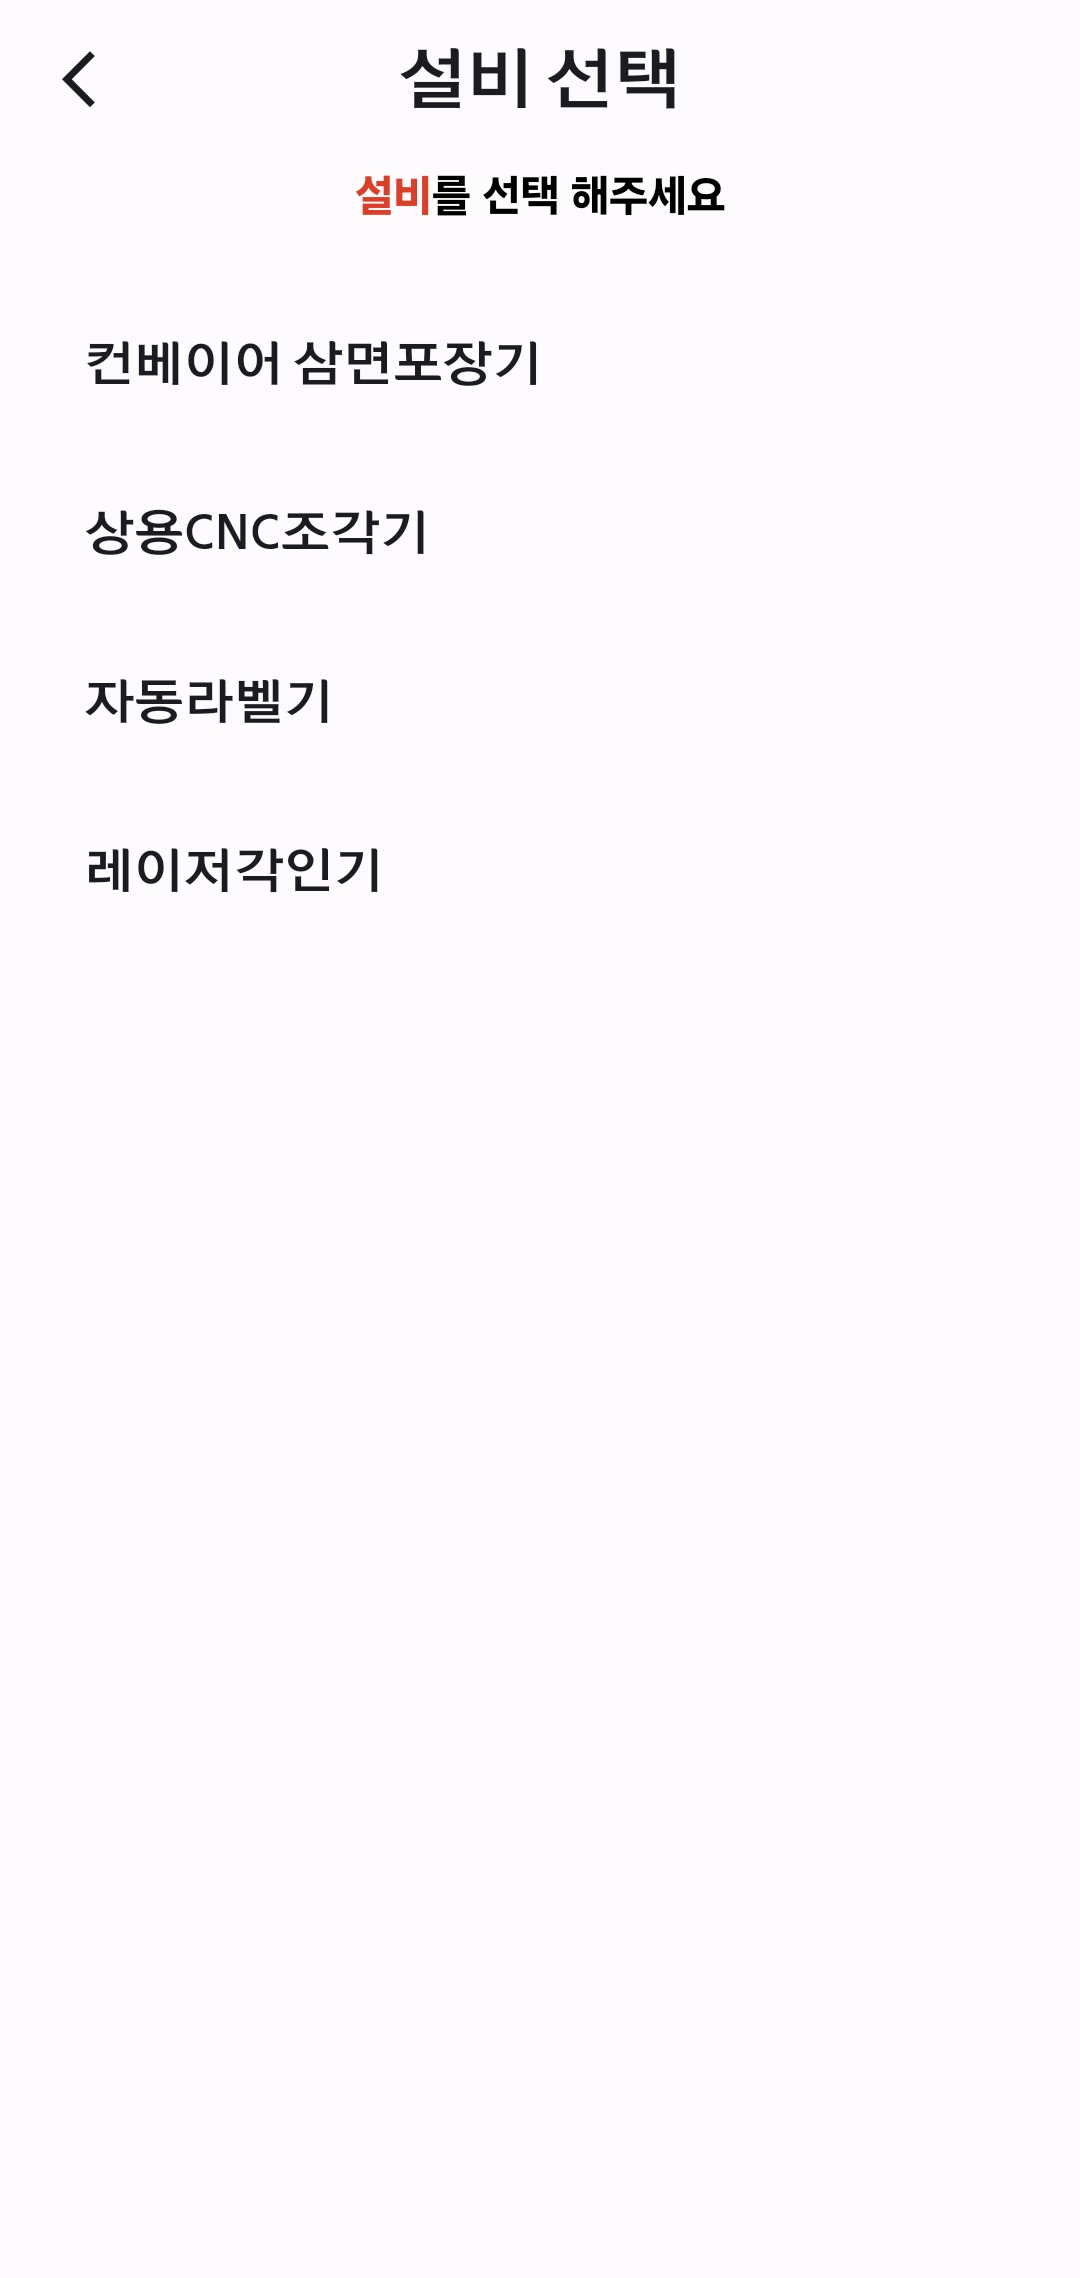 설비 선택
설비를 선택 해주세요
컨베이어 삼면포장기
상용CNC조각기
자동라벨기
레이저각인기